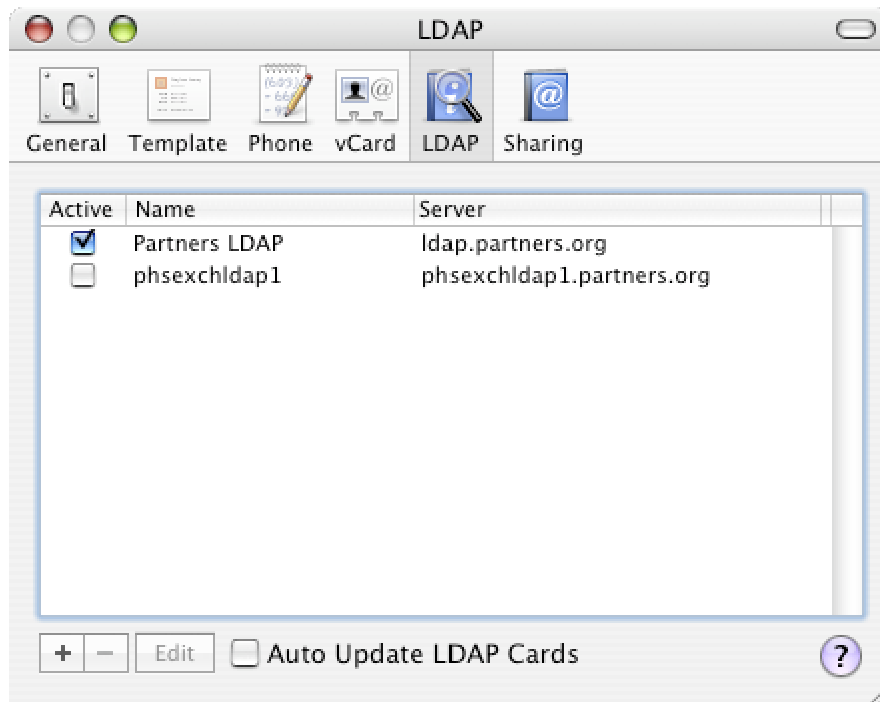 LDAP
General Template Phone vCard LDAP Sharing
Active Name Server
Partners LDAP ldap.partners.org
phsexchldap1 phsexchldap1.partners.org
+ − Edit Auto Update LDAP Cards ?